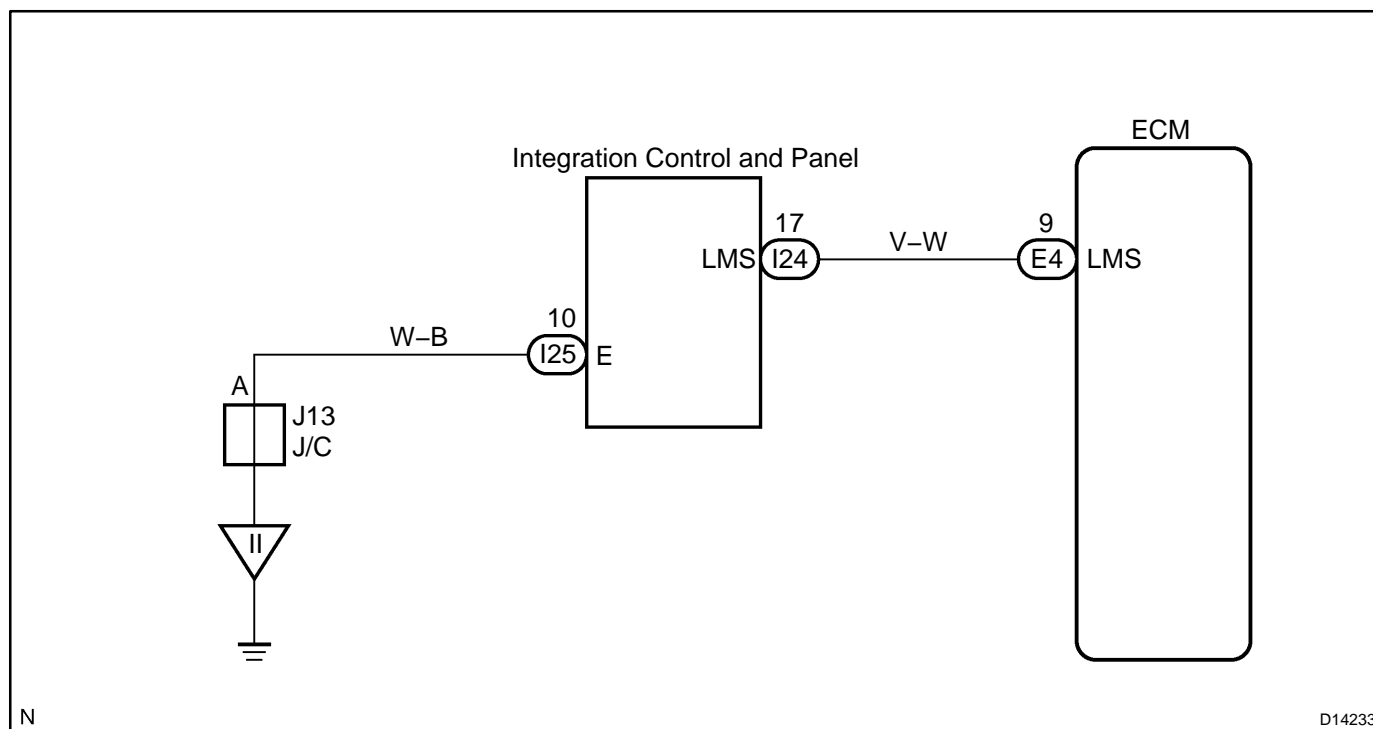 ECM
Integration Control and Panel
17
9
LMS
I24
V–W
E4
LMS
10
W–B
I25
E
A
J13
J/C
II
N
D14233